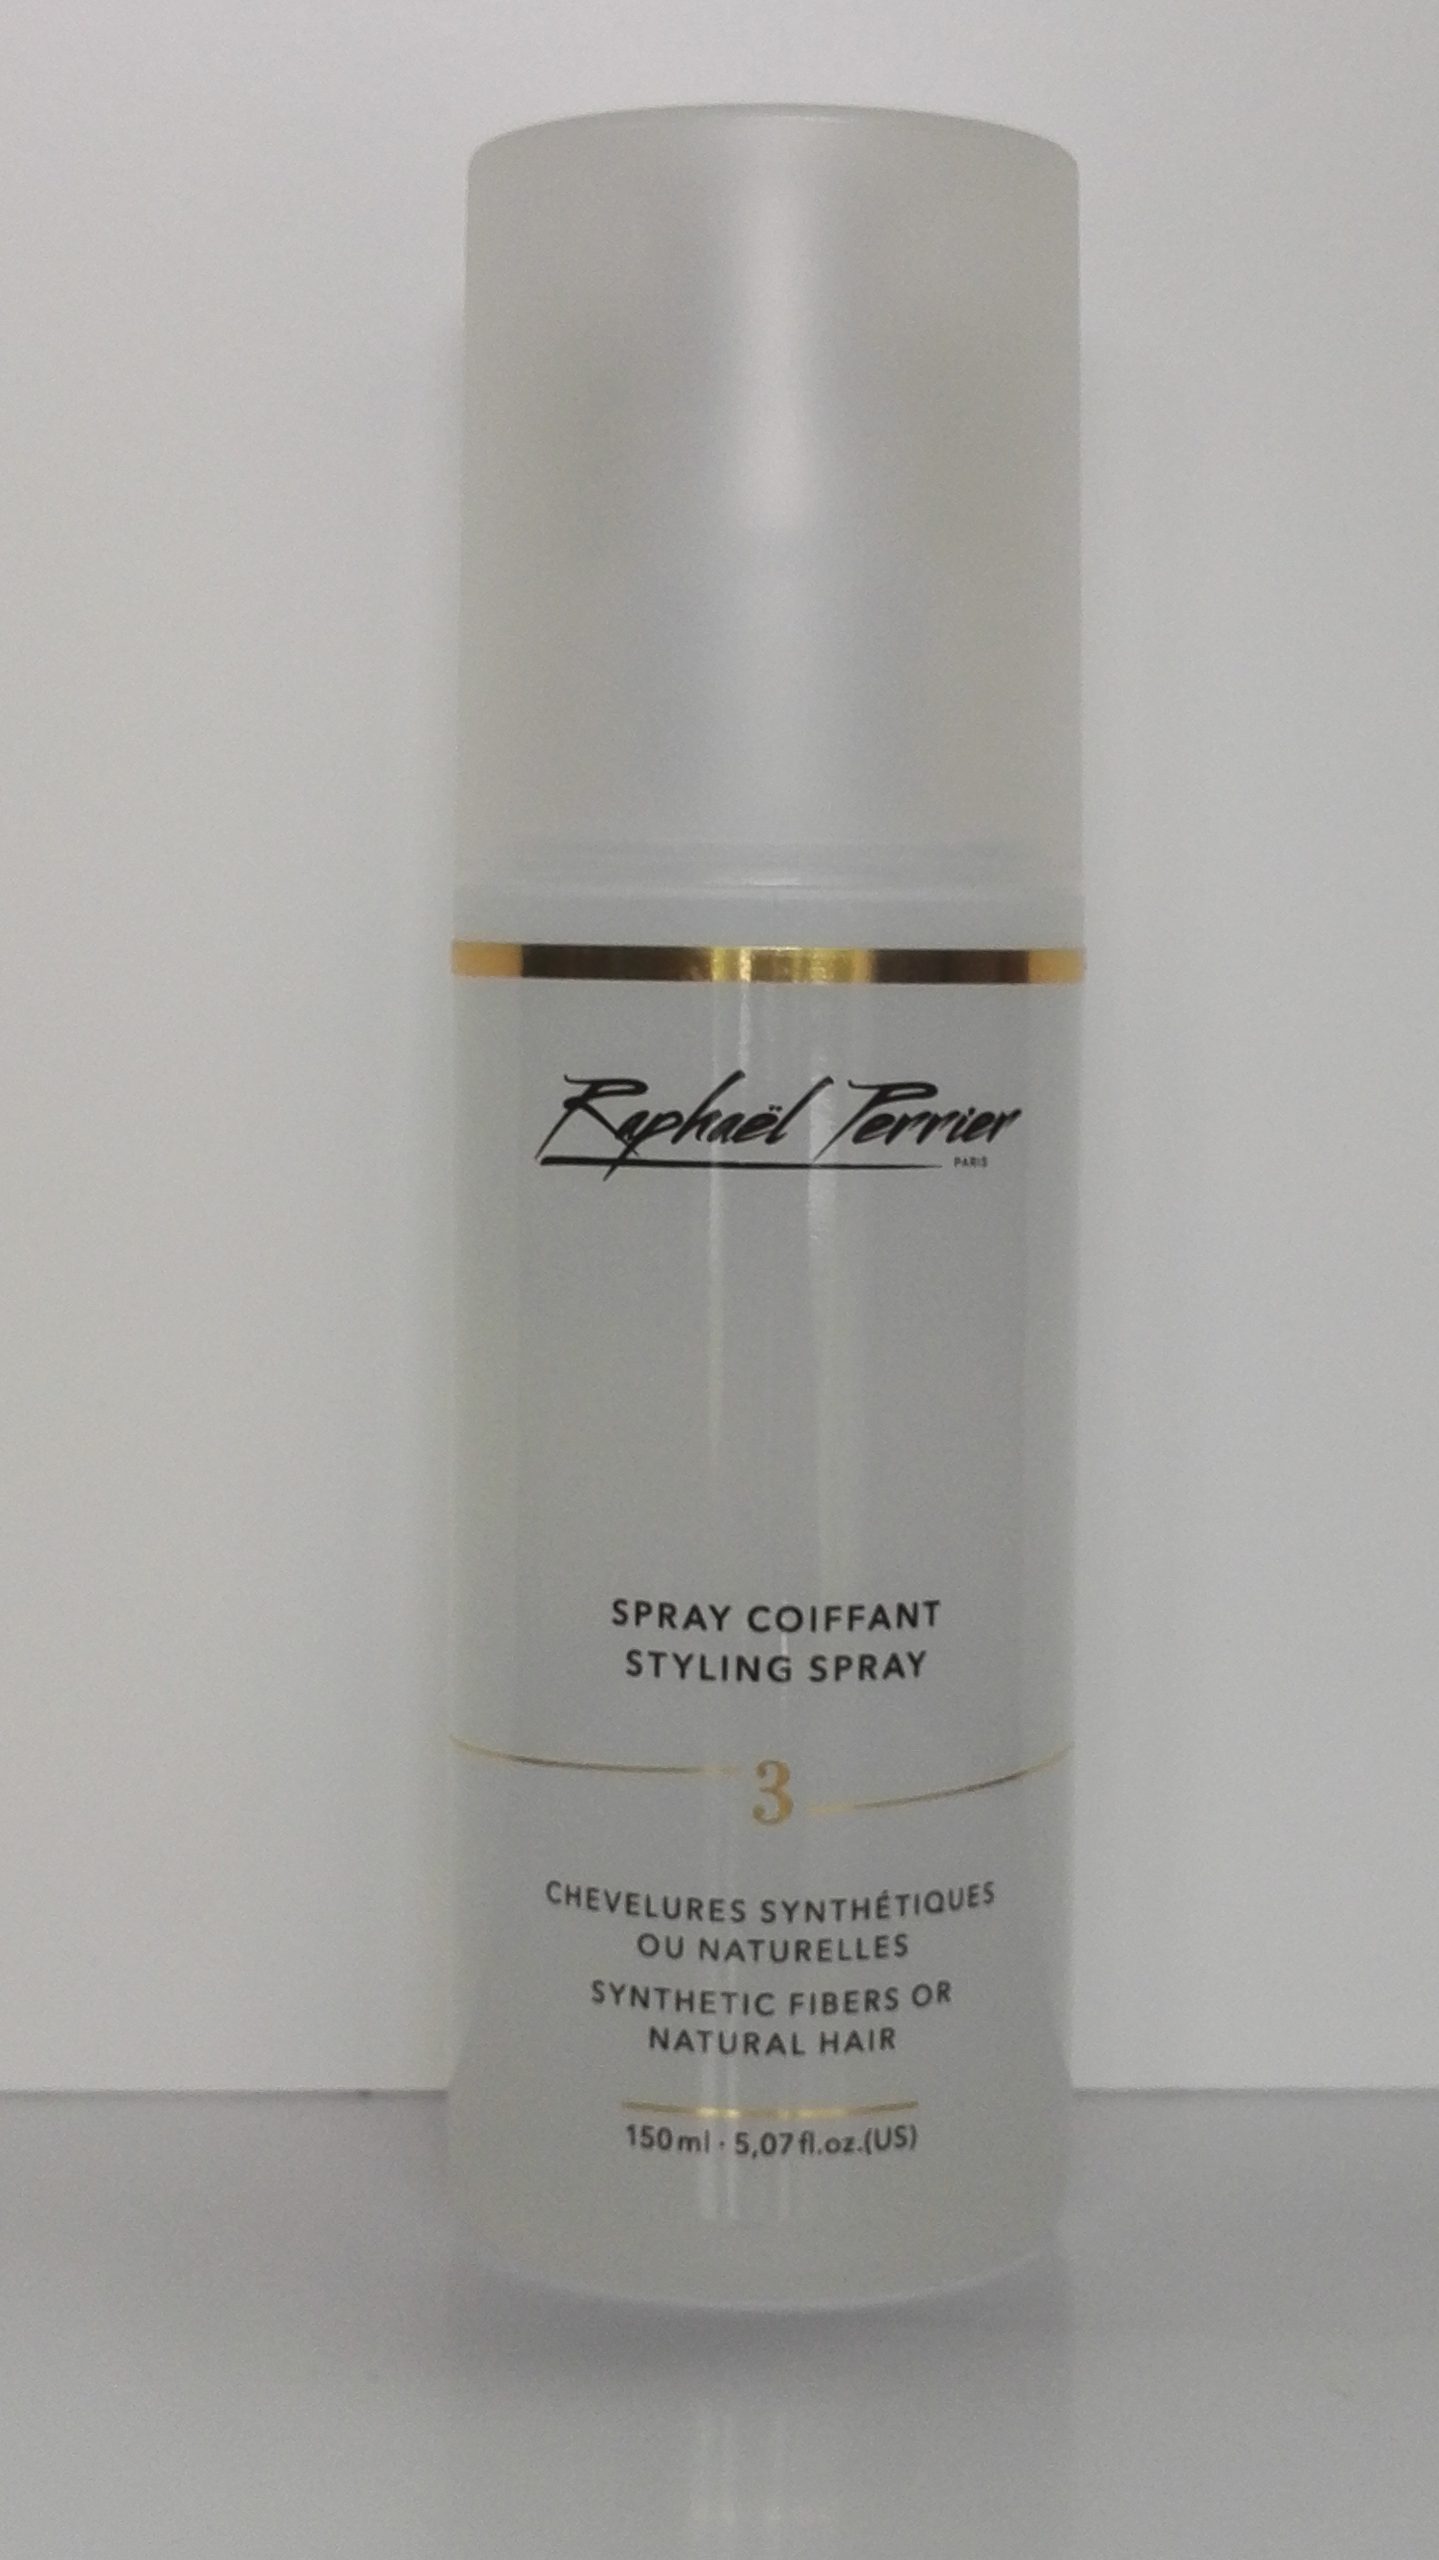 Raphaël Perrier
PARIS
SPRAY COIFFANT
STYLING SPRAY
3
CHEVELURES SYNTHÉTIQUES
OU NATURELLES
SYNTHETIC FIBERS OR
NATURAL HAIR
150ml · 5,07fl.oz.(US)